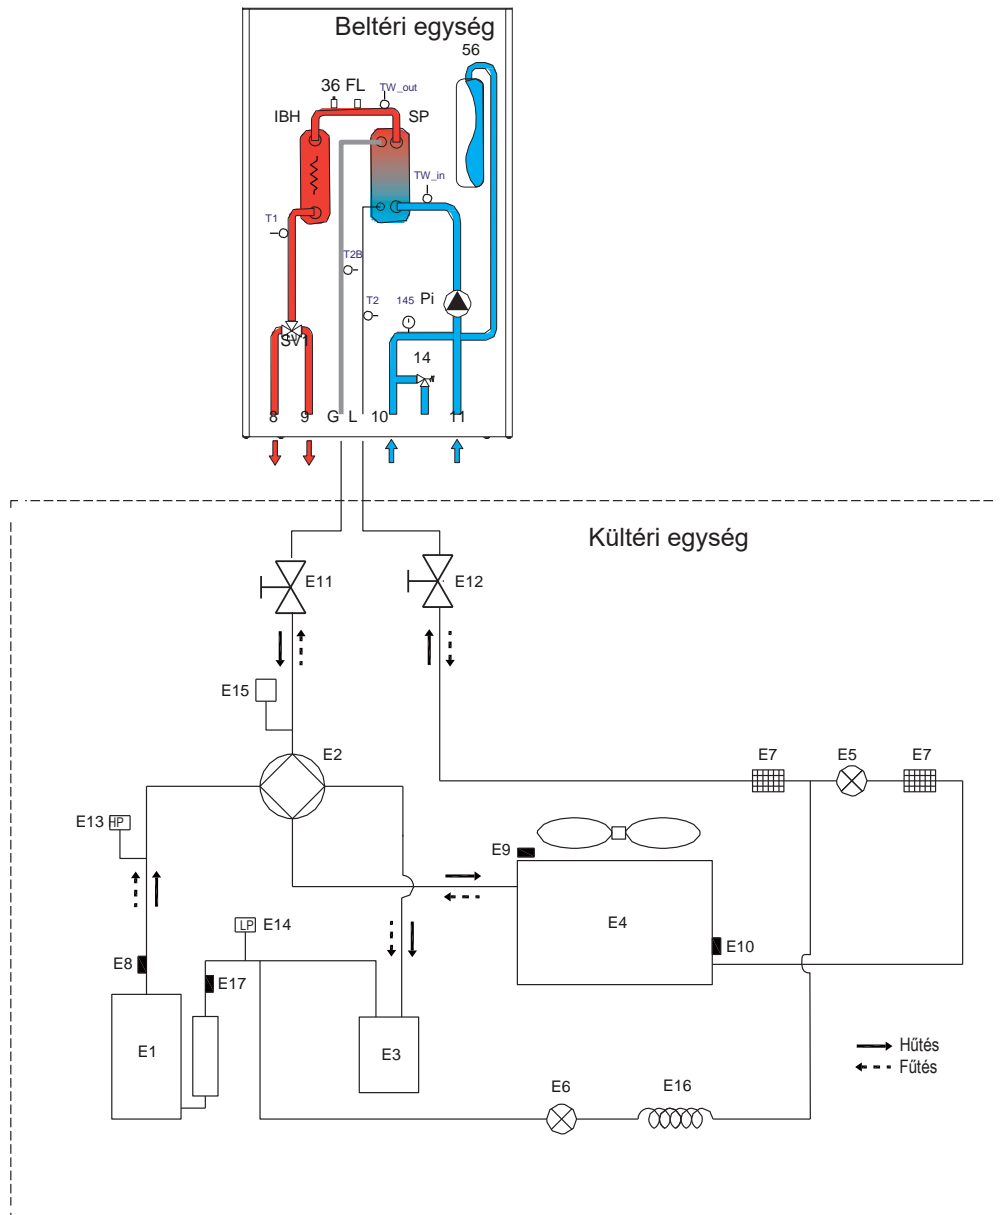 Beltéri egység
56
36 FL
TW_out
IBH
SP
TW_in
T1
T2B
T2
145
Pi
SV1
14
8
9
G
L
10
11
Kültéri egység
E11
E12
E15
E2
E7
E5
E7
E13
HP
E9
E4
LP
E14
E10
E8
E17
E1
E3
Hűtés
Fűtés
E6
E16